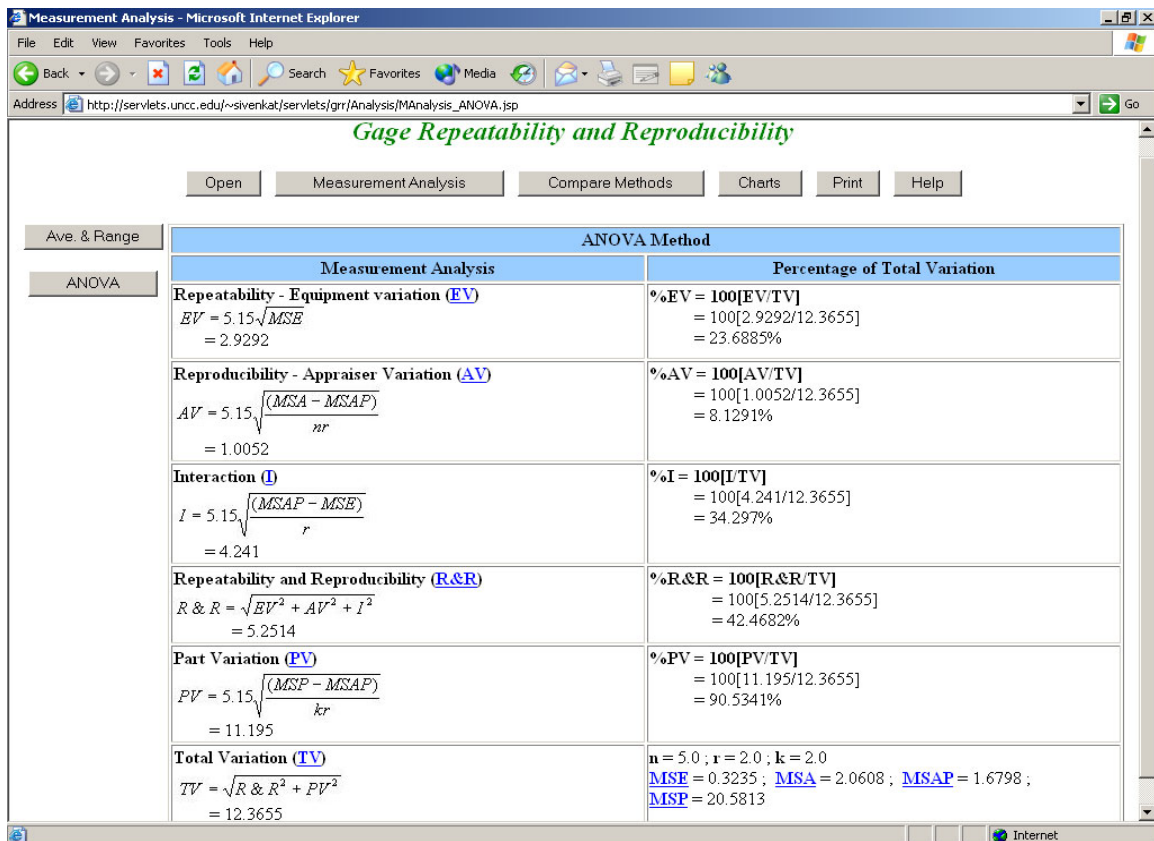 Measurement Analysis - Microsoft Internet Explorer
File Edit View Favorites Tools Help
Back Search Favorites Media
Address http://servlets.uncc.edu/~sivenkat/servlets/grr/Analysis/MAnalysis_ANOVA.jsp Go
Gage Repeatability and Reproducibility
Open Measurement Analysis Compare Methods Charts Print Help
Ave. & Range
ANOVA
ANOVA Method
Measurement Analysis Percentage of Total Variation
Repeatability - Equipment variation (EV)
EV = 5.15√MSE
= 2.9292
%EV = 100[EV/TV]
= 100[2.9292/12.3655]
= 23.6885%
Reproducibility - Appraiser Variation (AV)
AV = 5.15√((MSA − MSAP)/nr)
= 1.0052
%AV = 100[AV/TV]
= 100[1.0052/12.3655]
= 8.1291%
Interaction (I)
I = 5.15√((MSAP − MSE)/r)
= 4.241
%I = 100[I/TV]
= 100[4.241/12.3655]
= 34.297%
Repeatability and Reproducibility (R&R)
R & R = √EV² + AV² + I²
= 5.2514
%R&R = 100[R&R/TV]
= 100[5.2514/12.3655]
= 42.4682%
Part Variation (PV)
PV = 5.15√((MSP − MSAP)/kr)
= 11.195
%PV = 100[PV/TV]
= 100[11.195/12.3655]
= 90.5341%
Total Variation (TV)
TV = √R & R² + PV²
= 12.3655
n = 5.0 ; r = 2.0 ; k = 2.0
MSE = 0.3235 ; MSA = 2.0608 ; MSAP = 1.6798 ;
MSP = 20.5813
Internet